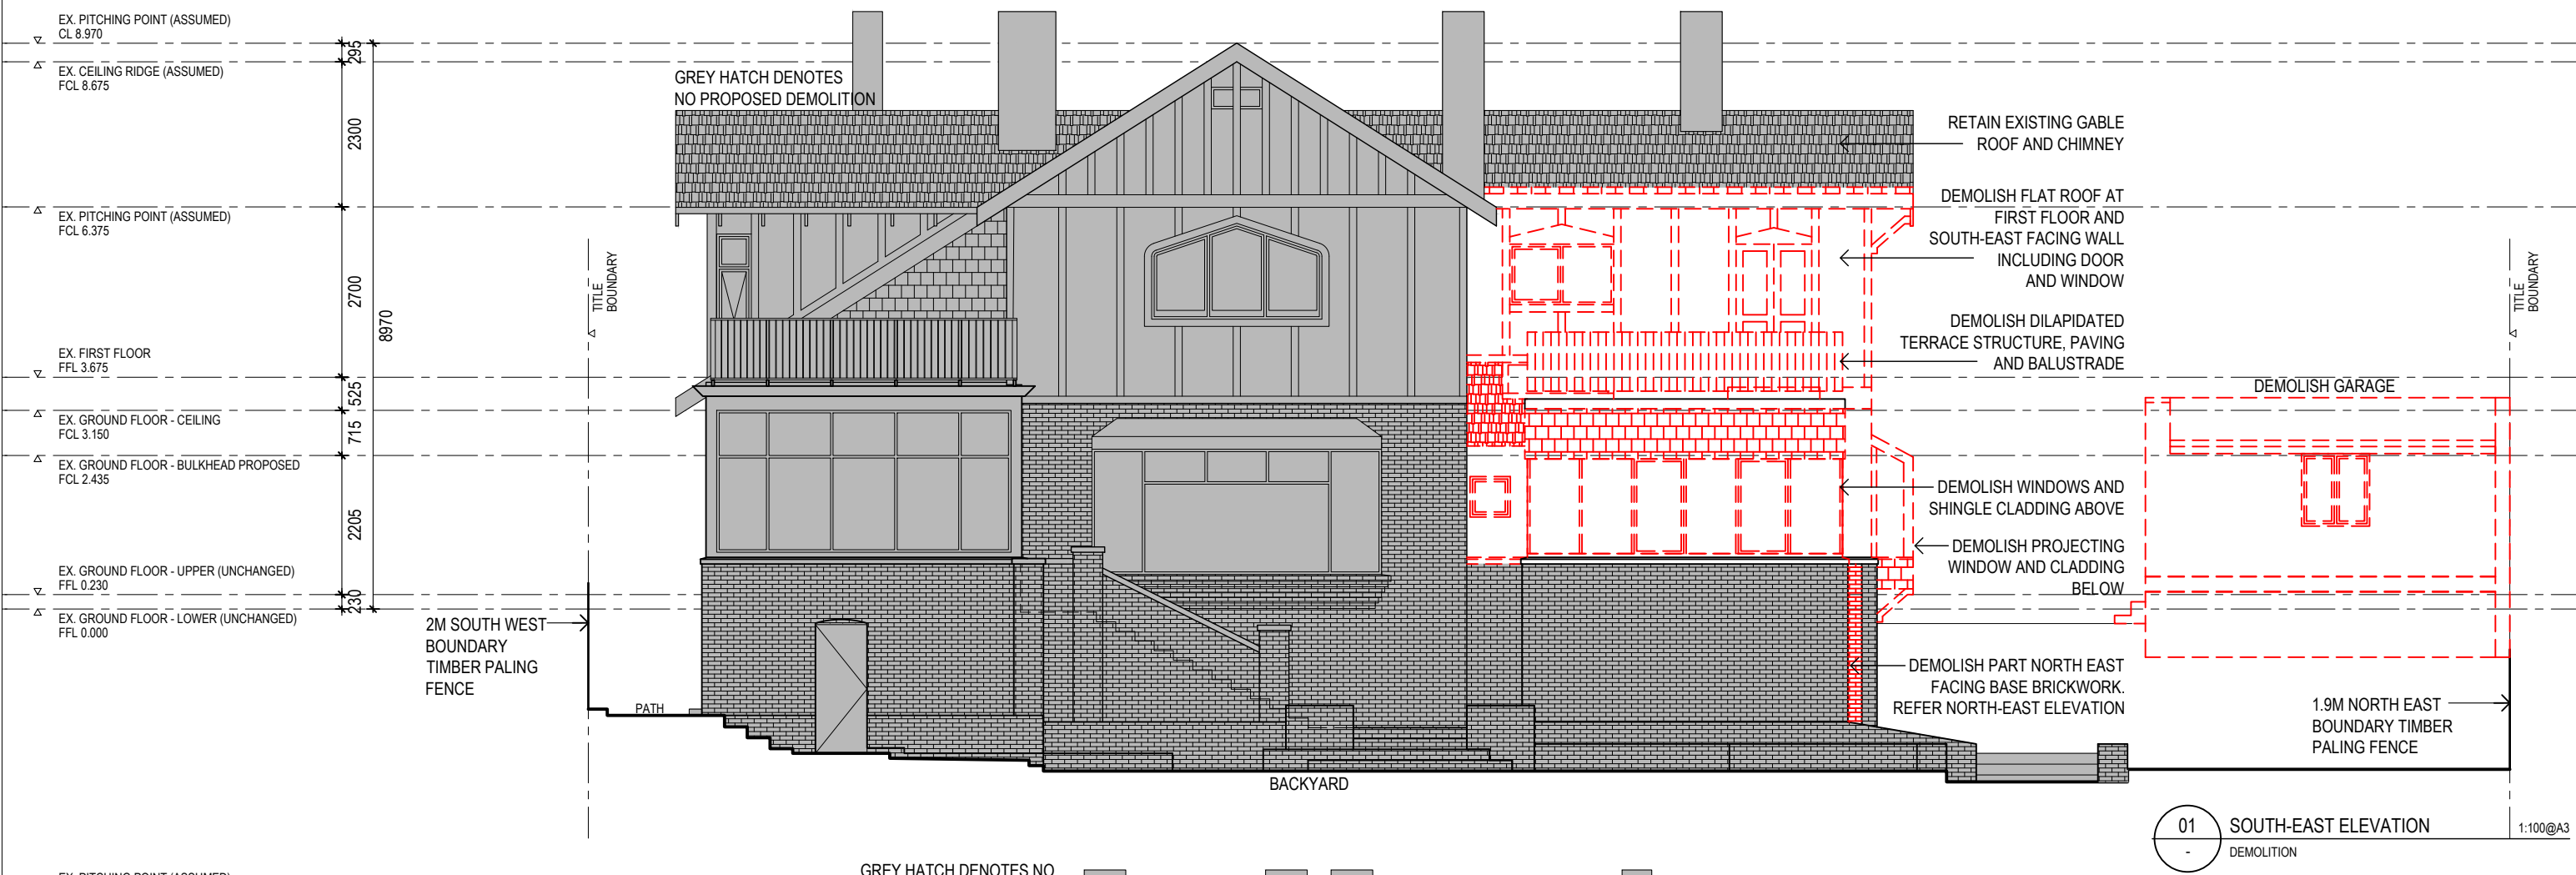 EX. PITCHING POINT (ASSUMED)
CL 8.970
EX. CEILING RIDGE (ASSUMED)
FCL 8.675
EX. PITCHING POINT (ASSUMED)
FCL 6.375
EX. FIRST FLOOR
FFL 3.675
EX. GROUND FLOOR - CEILING
FCL 3.150
EX. GROUND FLOOR - BULKHEAD PROPOSED
FCL 2.435
EX. GROUND FLOOR - UPPER (UNCHANGED)
FFL 0.230
EX. GROUND FLOOR - LOWER (UNCHANGED)
FFL 0.000
295
2300
2700
525
715
2205
230
8970
TITLE
BOUNDARY
2M SOUTH WEST
BOUNDARY
TIMBER PALING
FENCE
PATH
GREY HATCH DENOTES
NO PROPOSED DEMOLITION
BACKYARD
RETAIN EXISTING GABLE
ROOF AND CHIMNEY
DEMOLISH FLAT ROOF AT
FIRST FLOOR AND
SOUTH-EAST FACING WALL
INCLUDING DOOR
AND WINDOW
DEMOLISH DILAPIDATED
TERRACE STRUCTURE, PAVING
AND BALUSTRADE
DEMOLISH WINDOWS AND
SHINGLE CLADDING ABOVE
DEMOLISH PROJECTING
WINDOW AND CLADDING
BELOW
DEMOLISH PART NORTH EAST
FACING BASE BRICKWORK.
REFER NORTH-EAST ELEVATION
DEMOLISH GARAGE
TITLE
BOUNDARY
1.9M NORTH EAST
BOUNDARY TIMBER
PALING FENCE
01
-
SOUTH-EAST ELEVATION
1:100@A3
DEMOLITION
GREY HATCH DENOTES NO
EX. PITCHING POINT (ASSUMED)